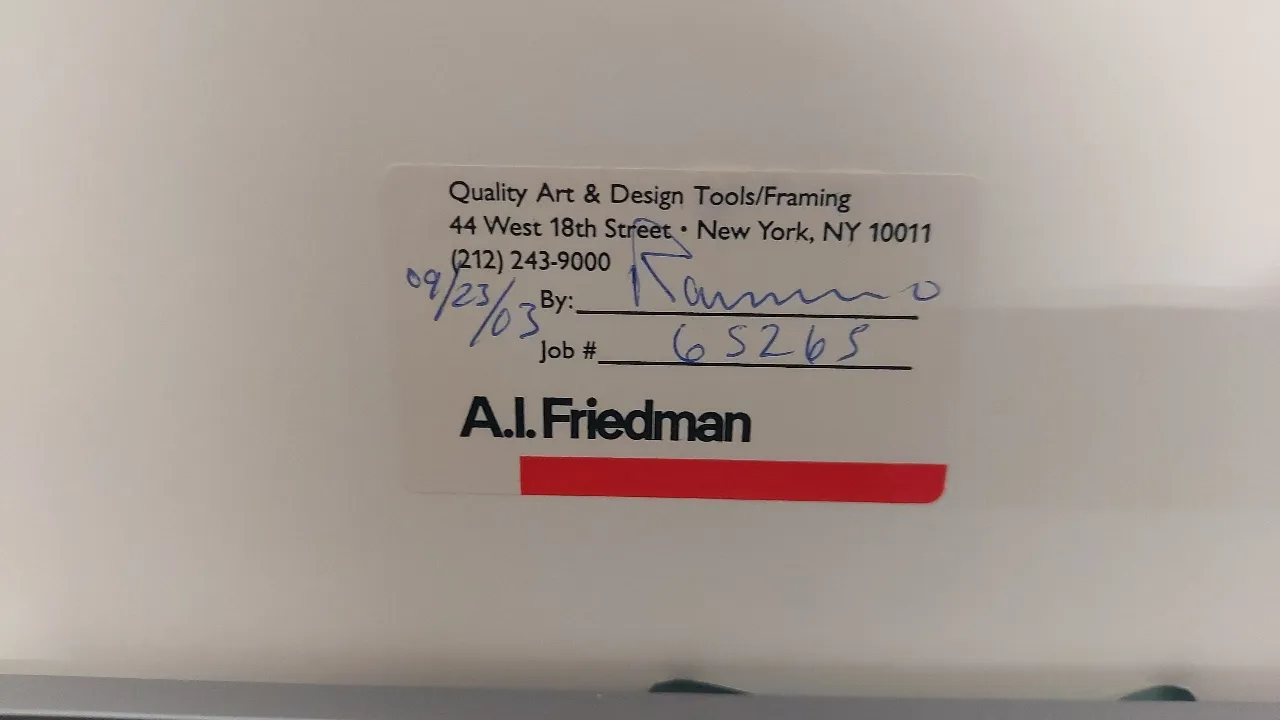 Quality Art & Design Tools/Framing
44 West 18th Street • New York, NY 10011
(212) 243-9000
09/23/03
By:
Job # 65265
A.I. Friedman